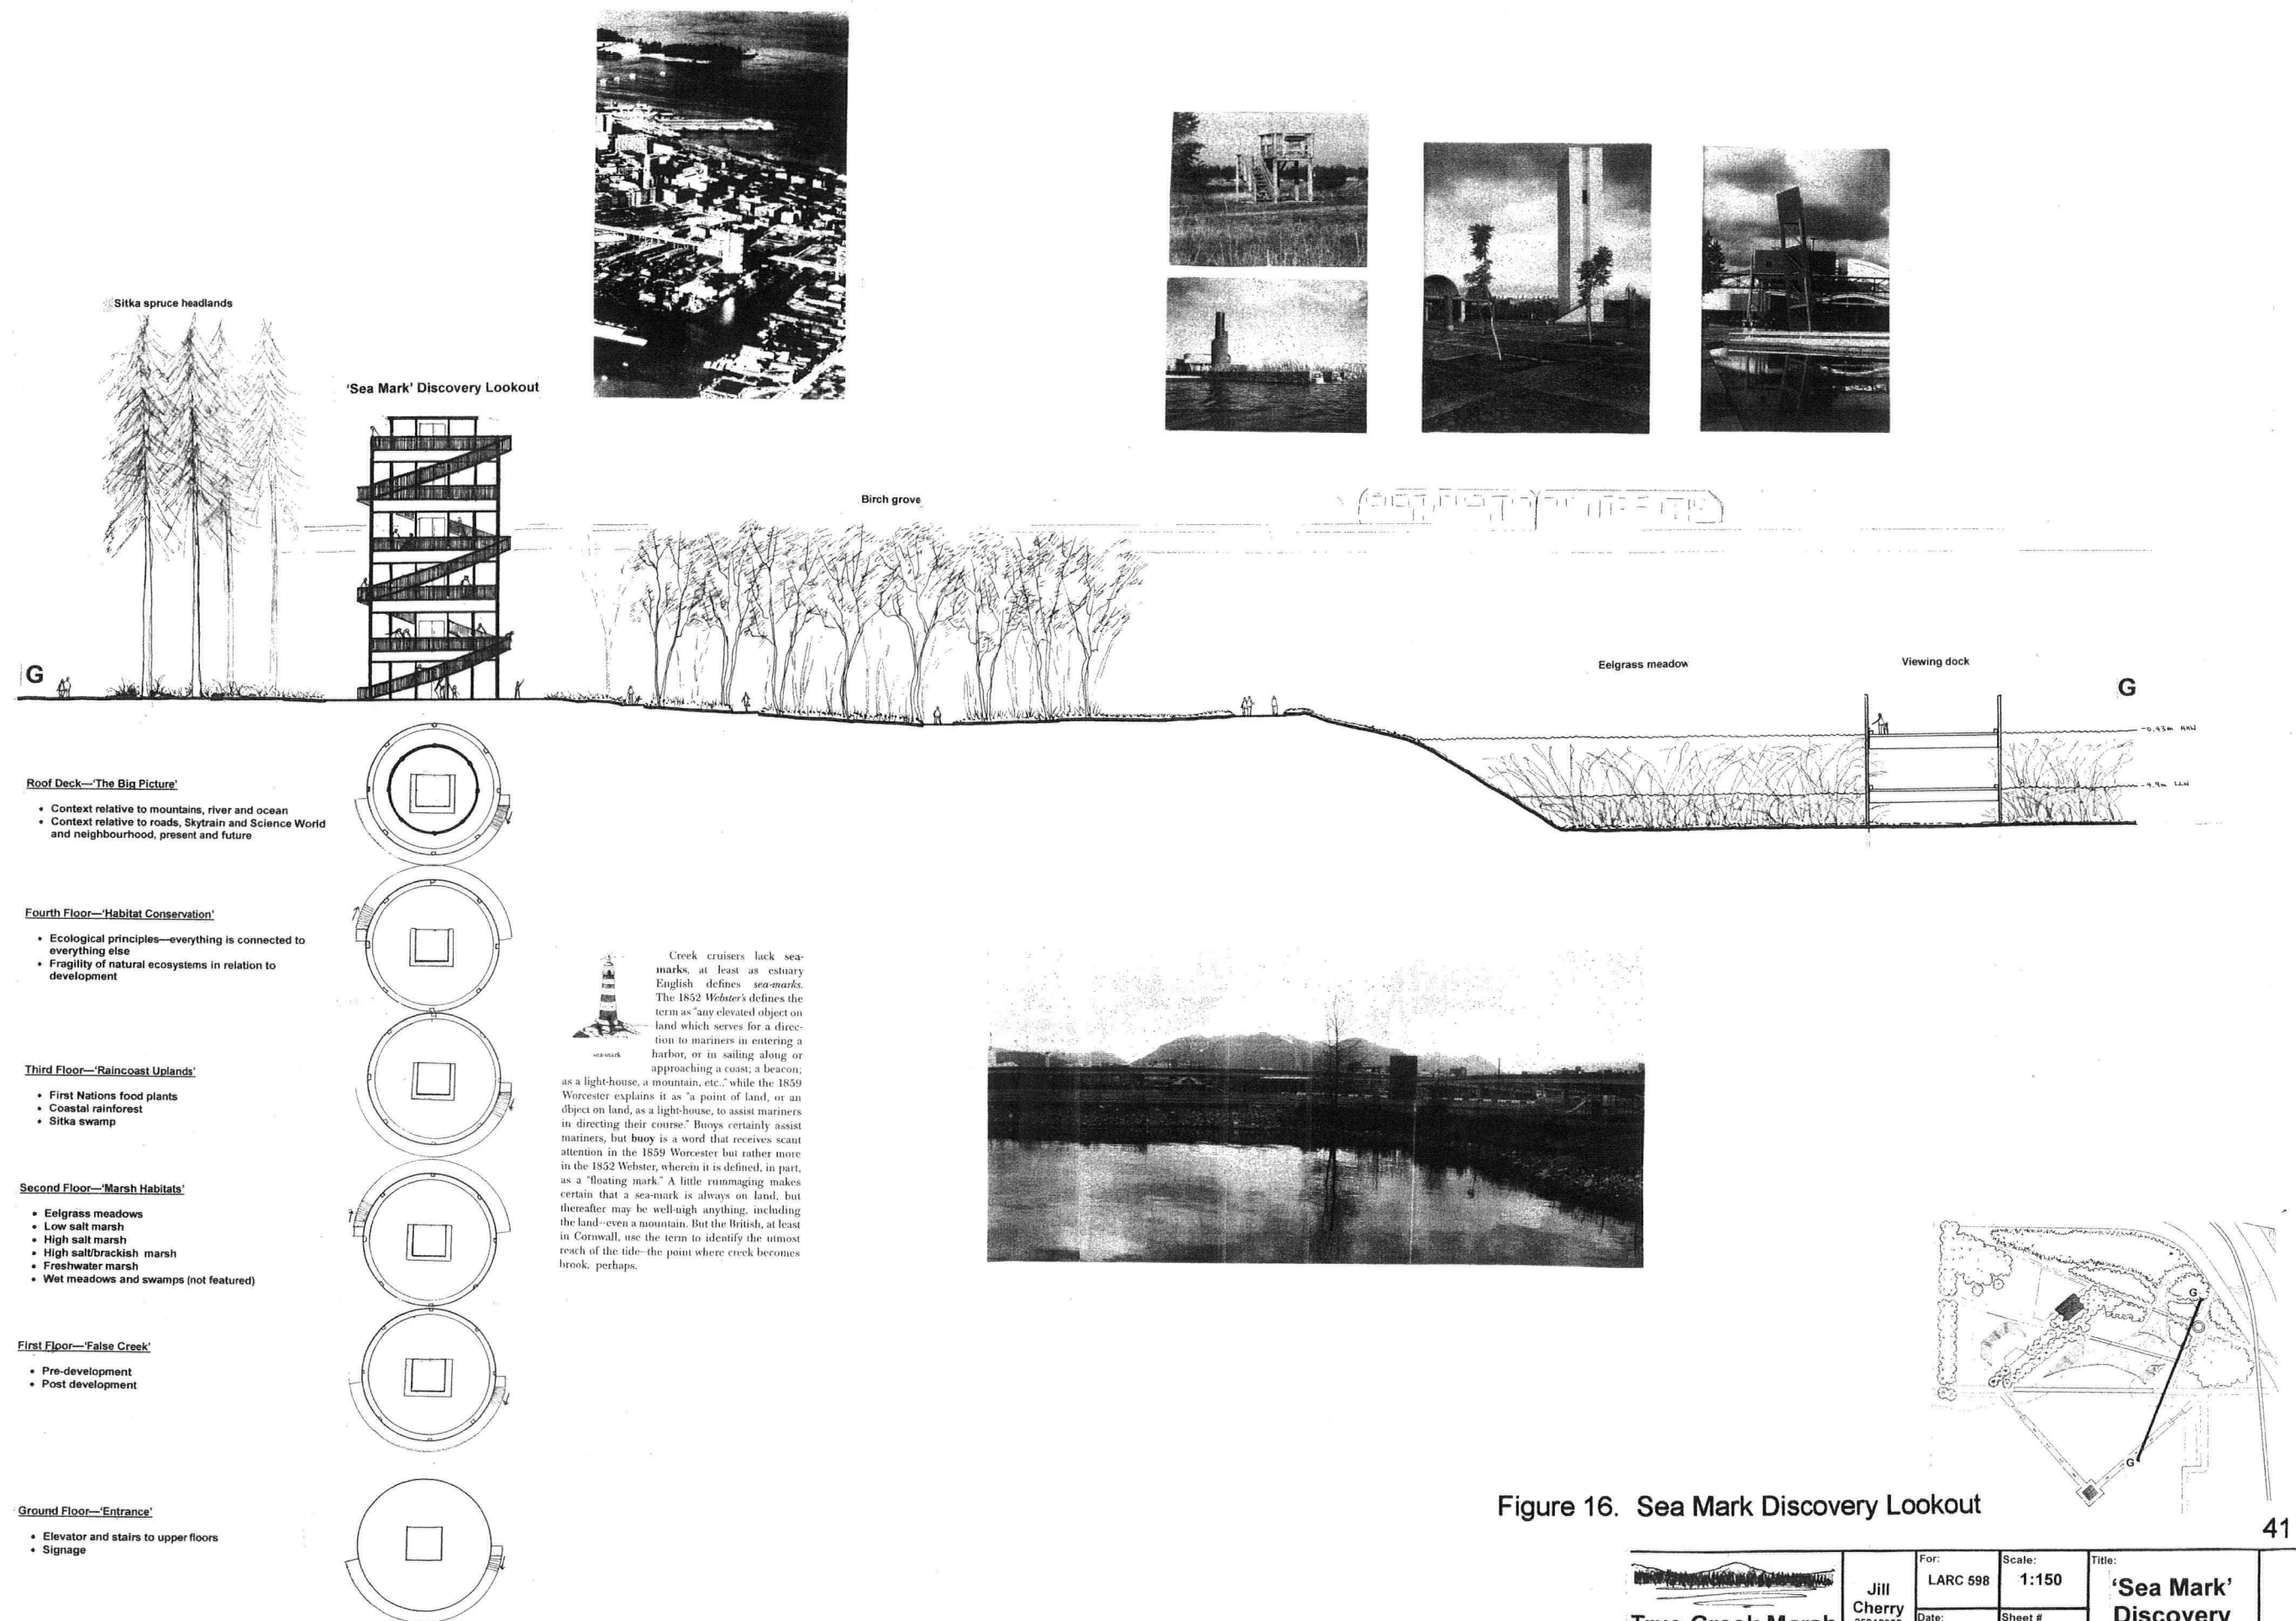 Sitka spruce headlands
'Sea Mark' Discovery Lookout
Birch grove
Eelgrass meadow
Viewing dock
G
G
-0.43m HHW
-4.9m LLW
Roof Deck—'The Big Picture'
• Context relative to mountains, river and ocean
• Context relative to roads, Skytrain and Science World
and neighbourhood, present and future
Fourth Floor—'Habitat Conservation'
• Ecological principles—everything is connected to
everything else
• Fragility of natural ecosystems in relation to
development
Third Floor—'Raincoast Uplands'
• First Nations food plants
• Coastal rainforest
• Sitka swamp
Second Floor—'Marsh Habitats'
• Eelgrass meadows
• Low salt marsh
• High salt marsh
• High salt/brackish marsh
• Freshwater marsh
• Wet meadows and swamps (not featured)
First Floor—'False Creek'
• Pre-development
• Post development
Ground Floor—'Entrance'
• Elevator and stairs to upper floors
• Signage
sea-mark
Creek cruisers lack sea-
marks, at least as estuary
English defines sea-marks.
The 1852 Webster's defines the
term as "any elevated object on
land which serves for a direc-
tion to mariners in entering a
harbor, or in sailing along or
approaching a coast; a beacon;
as a light-house, a mountain, etc.," while the 1859
Worcester explains it as "a point of land, or an
object on land, as a light-house, to assist mariners
in directing their course." Buoys certainly assist
mariners, but buoy is a word that receives scant
attention in the 1859 Worcester but rather more
in the 1852 Webster, wherein it is defined, in part,
as a "floating mark." A little rummaging makes
certain that a sea-mark is always on land, but
thereafter may be well-nigh anything, including
the land--even a mountain. But the British, at least
in Cornwall, use the term to identify the utmost
reach of the tide--the point where creek becomes
brook, perhaps.
G
G
Figure 16. Sea Mark Discovery Lookout
41
True Creek Marsh
Jill
Cherry
For:
LARC 598
Scale:
1:150
Date:
Sheet #
Title:
'Sea Mark'
Discovery